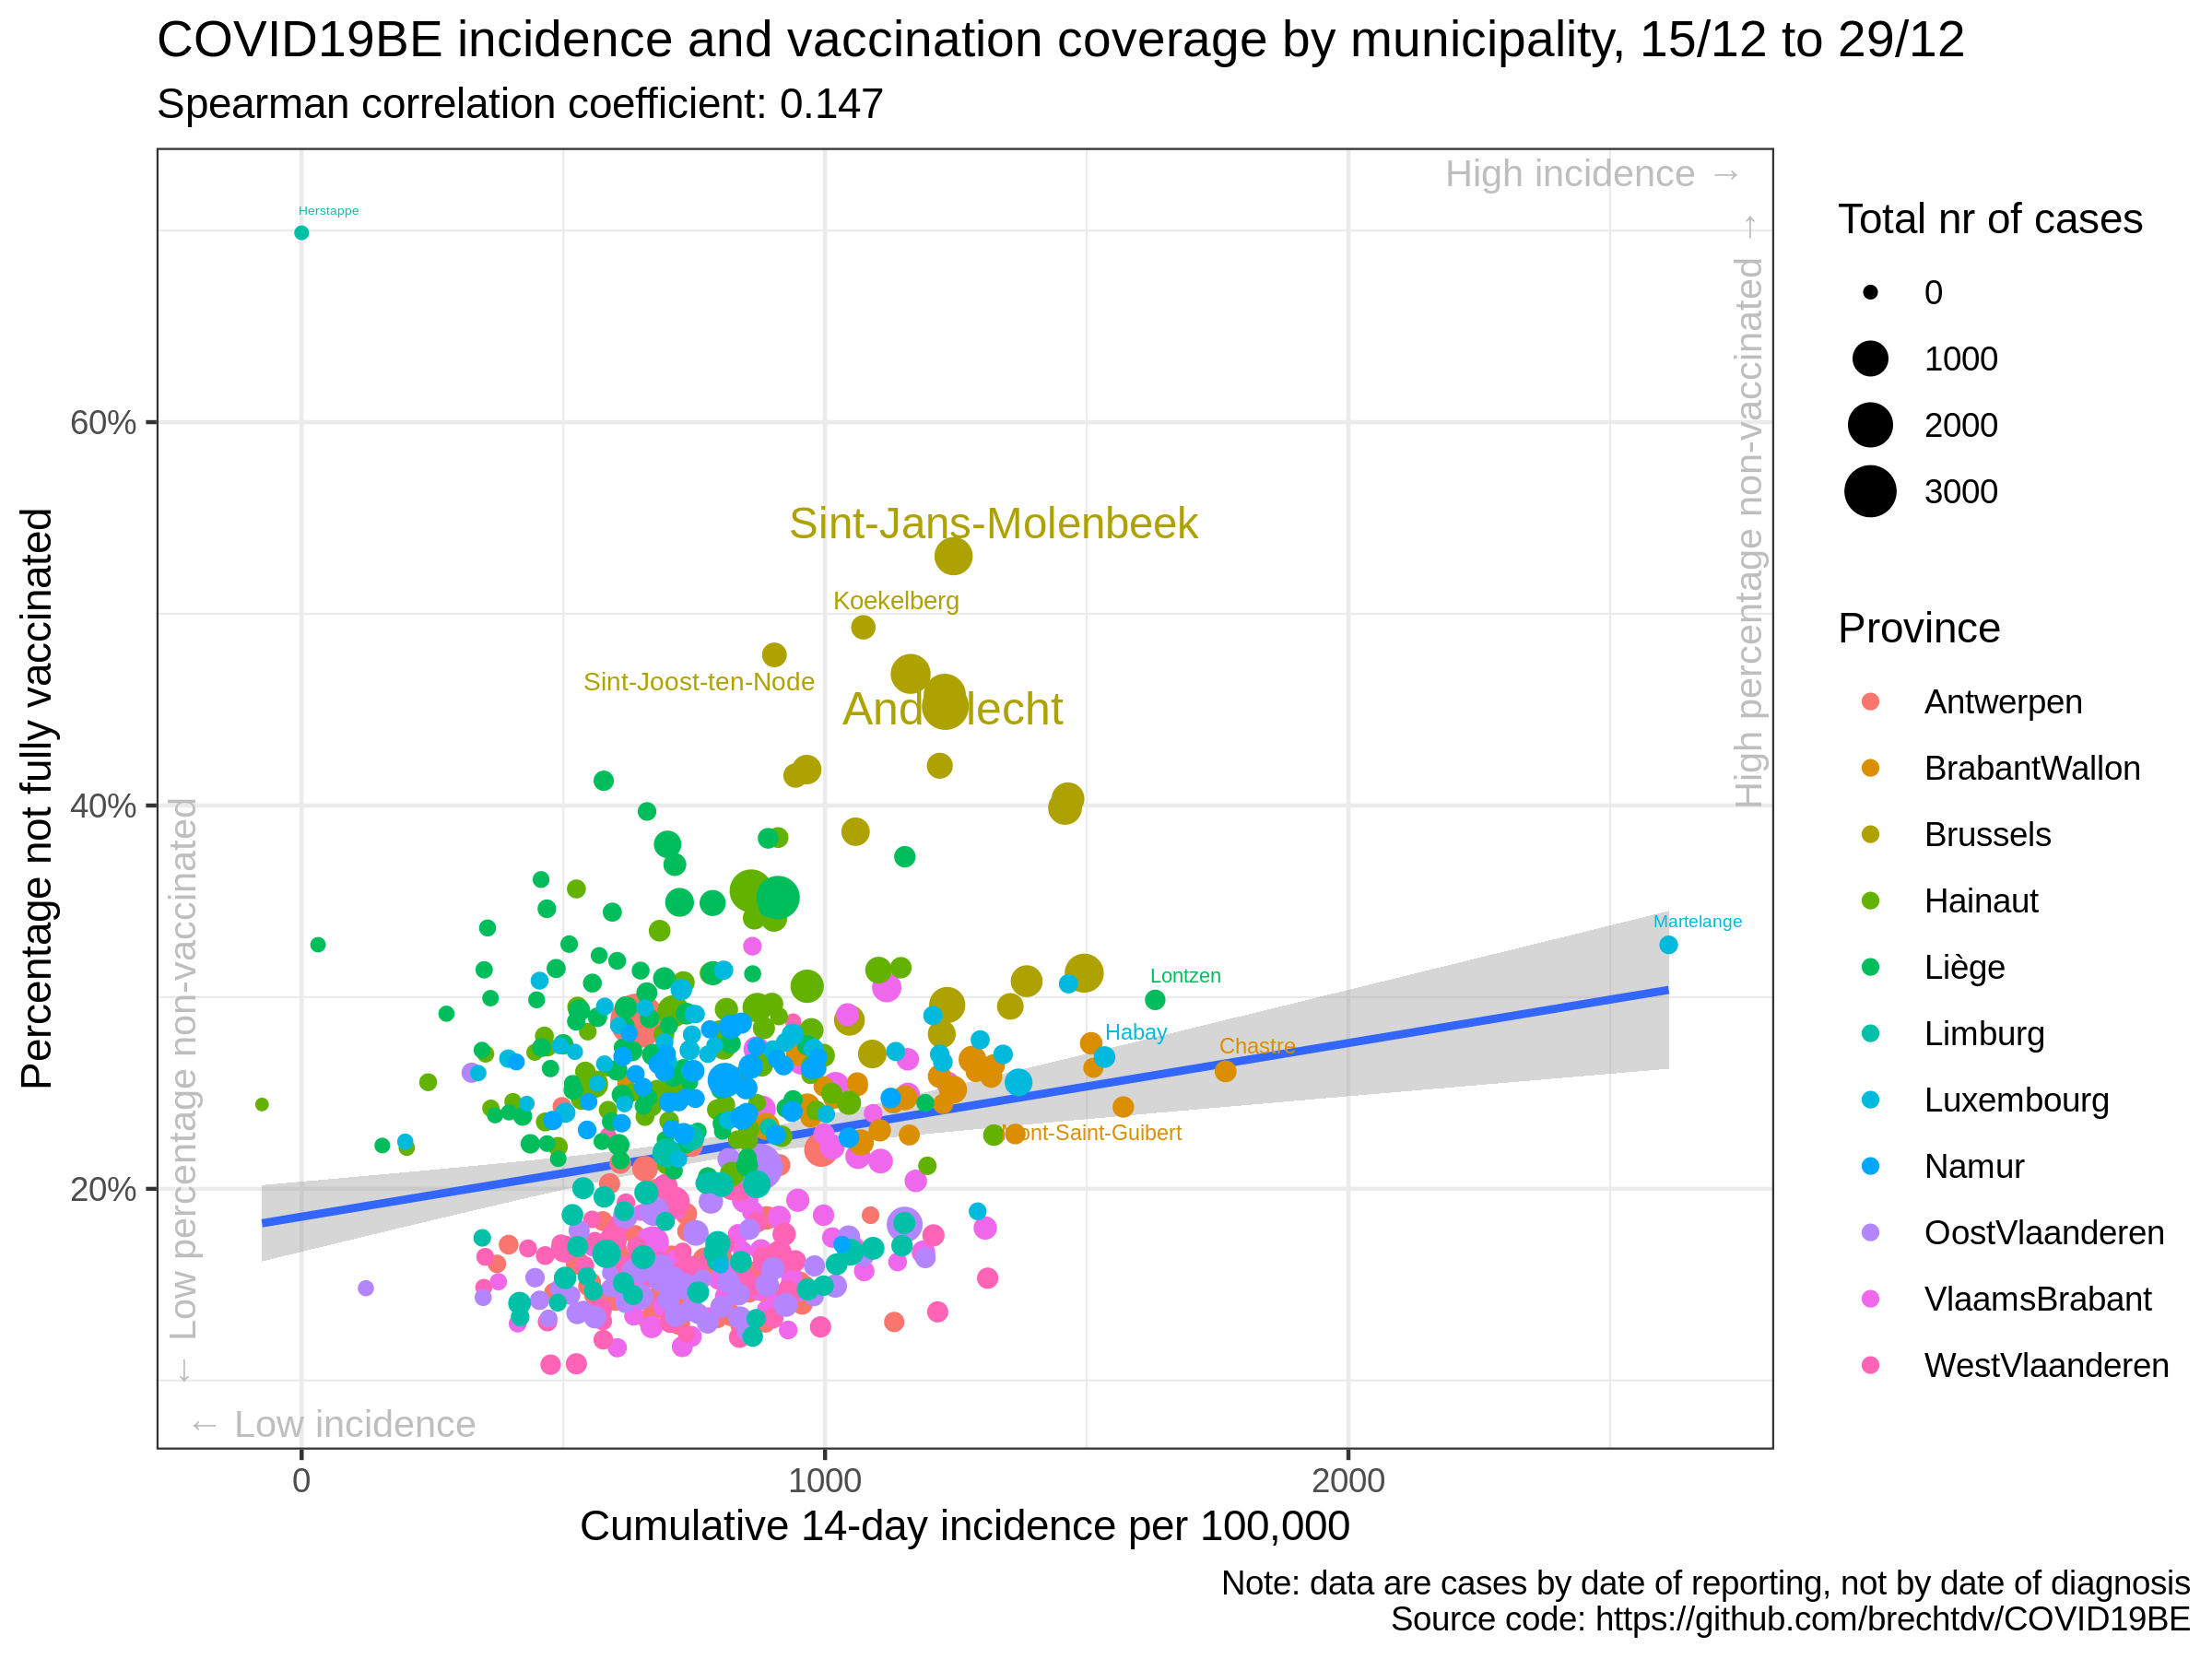 COVID19BE incidence and vaccination coverage by municipality, 15/12 to 29/12
Spearman correlation coefficient: 0.147
High incidence →
High percentage non-vaccinated →
← Low percentage non-vaccinated
← Low incidence
Percentage not fully vaccinated
60%
40%
20%
Herstappe
Sint-Jans-Molenbeek
Koekelberg
Sint-Joost-ten-Node
Anderlecht
Martelange
Lontzen
Habay
Chastre
Mont-Saint-Guibert
0
1000
2000
Cumulative 14-day incidence per 100,000
Total nr of cases
0
1000
2000
3000
Province
Antwerpen
BrabantWallon
Brussels
Hainaut
Liège
Limburg
Luxembourg
Namur
OostVlaanderen
VlaamsBrabant
WestVlaanderen
Note: data are cases by date of reporting, not by date of diagnosis
Source code: https://github.com/brechtdv/COVID19BE